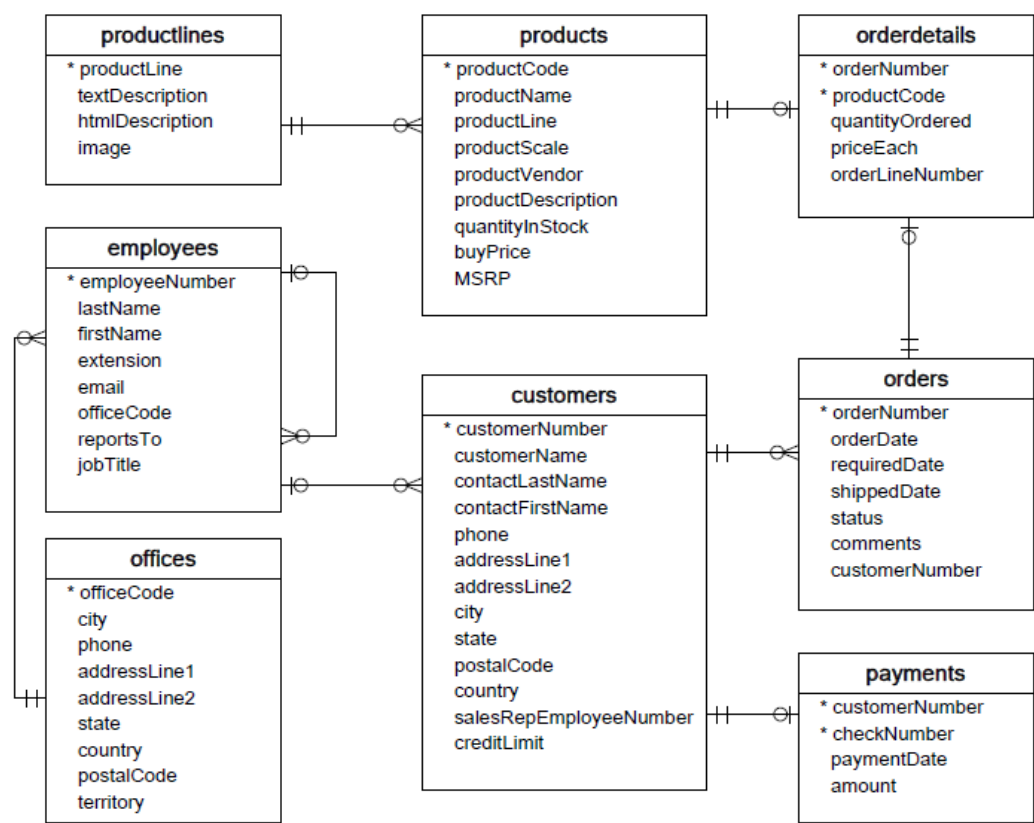 productlines
* productLine
textDescription
htmlDescription
image
products
* productCode
productName
productLine
productScale
productVendor
productDescription
quantityInStock
buyPrice
MSRP
orderdetails
* orderNumber
* productCode
quantityOrdered
priceEach
orderLineNumber
employees
* employeeNumber
lastName
firstName
extension
email
officeCode
reportsTo
jobTitle
customers
* customerNumber
customerName
contactLastName
contactFirstName
phone
addressLine1
addressLine2
city
state
postalCode
country
salesRepEmployeeNumber
creditLimit
orders
* orderNumber
orderDate
requiredDate
shippedDate
status
comments
customerNumber
offices
* officeCode
city
phone
addressLine1
addressLine2
state
country
postalCode
territory
payments
* customerNumber
* checkNumber
paymentDate
amount